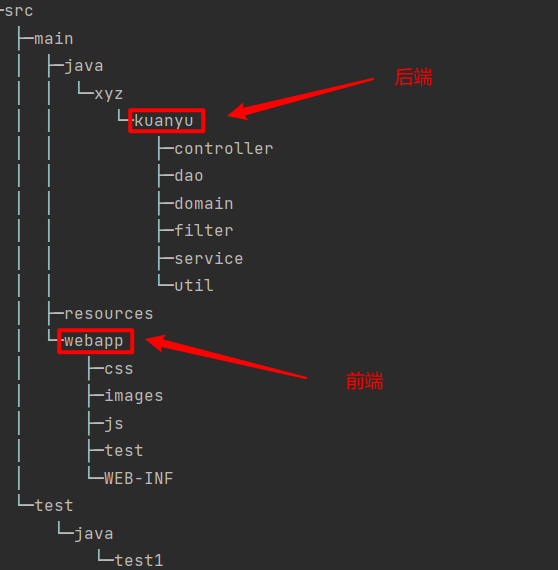 src
├─main
│ ├─java
│ │ └─xyz
后端
│ │ └─kuanyu
│ │ ├─controller
│ │ ├─dao
│ │ ├─domain
│ │ ├─filter
│ │ ├─service
│ │ └─util
│ ├─resources
│ └─webapp
前端
│ ├─css
│ ├─images
│ ├─js
│ ├─test
│ └─WEB-INF
└─test
└─java
└─test1